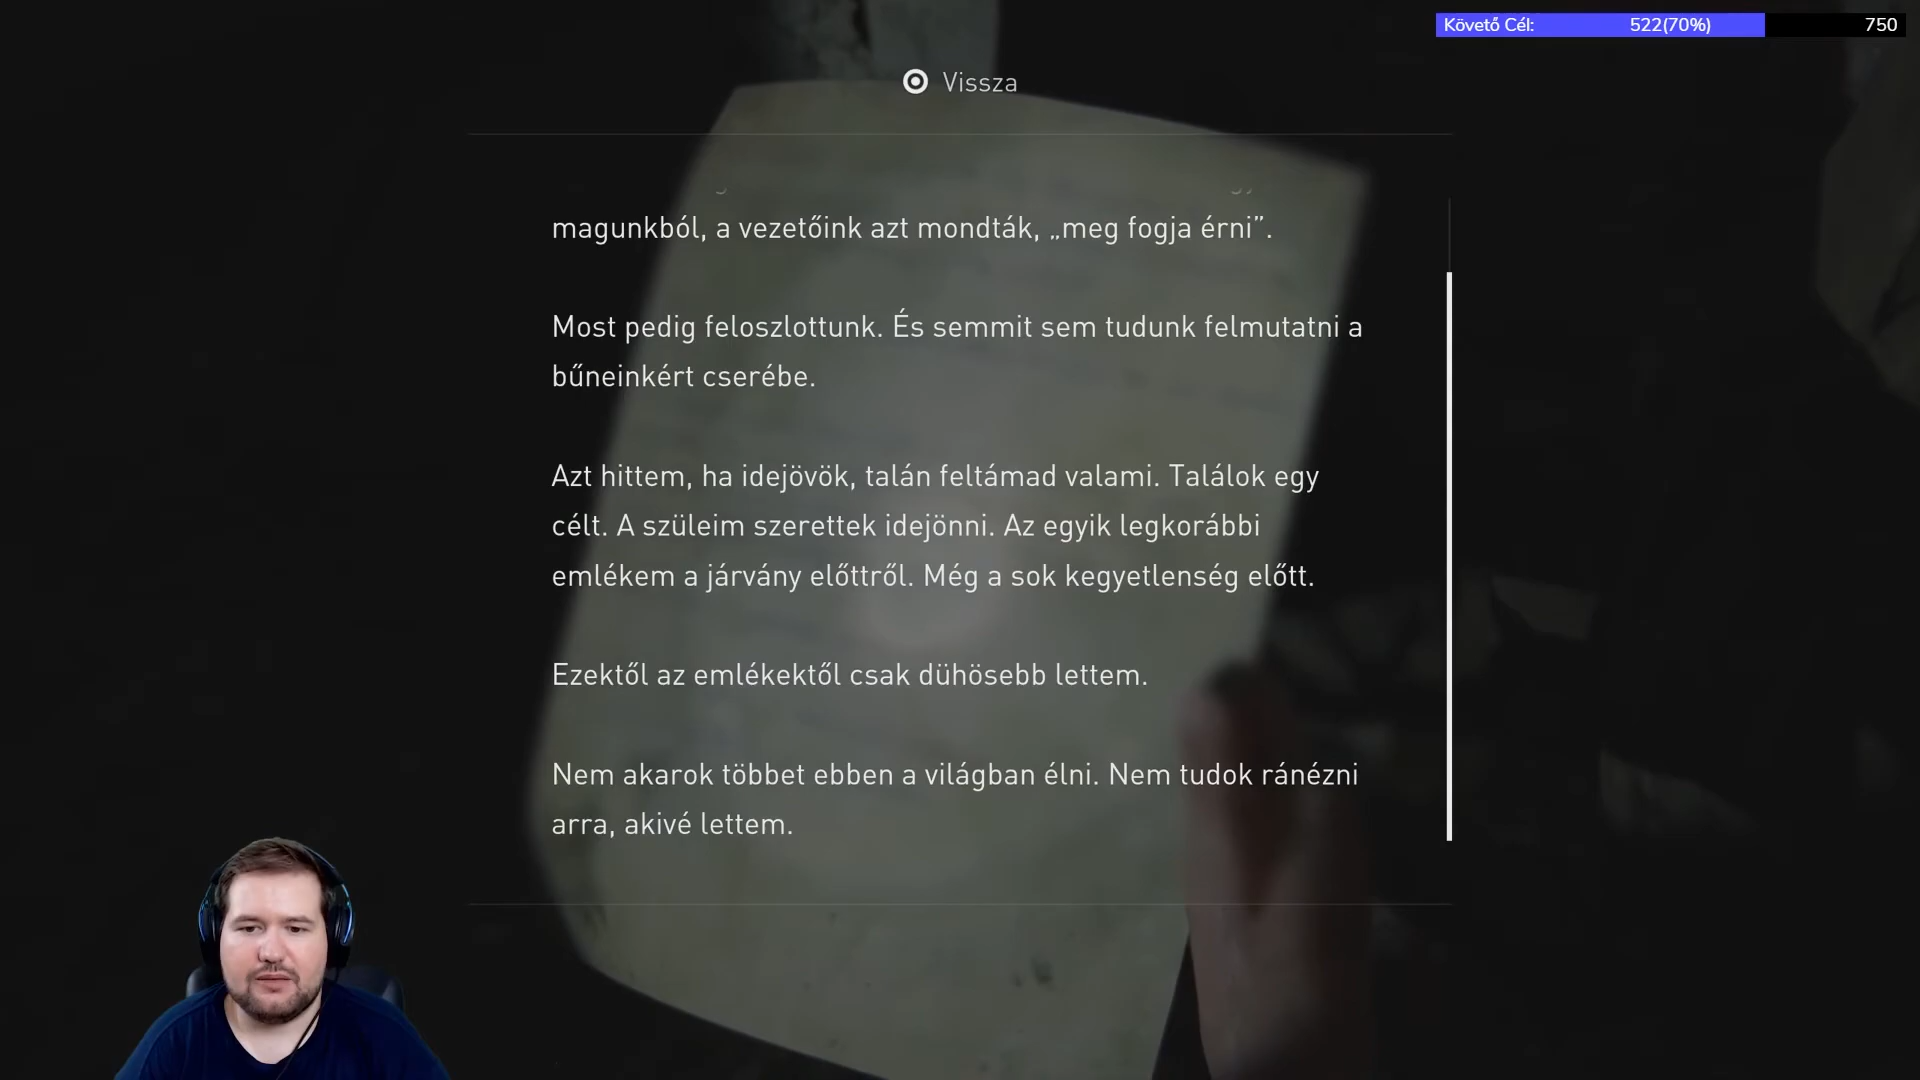 Követő Cél: 522(70%) 750
Vissza
magunkból, a vezetőink azt mondták, „meg fogja érni”.
Most pedig feloszlottunk. És semmit sem tudunk felmutatni a
bűneinkért cserébe.
Azt hittem, ha idejövök, talán feltámad valami. Találok egy
célt. A szüleim szerettek idejönni. Az egyik legkorábbi
emlékem a járvány előttről. Még a sok kegyetlenség előtt.
Ezektől az emlékektől csak dühösebb lettem.
Nem akarok többet ebben a világban élni. Nem tudok ránézni
arra, akivé lettem.